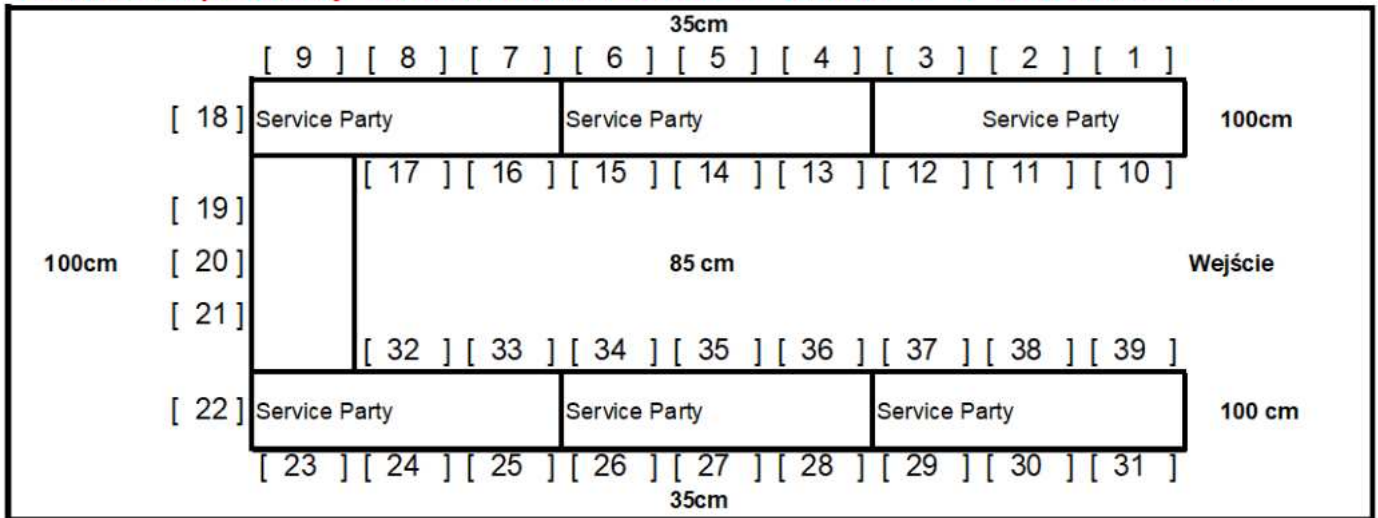 35cm
[ 9 ] [ 8 ] [ 7 ] [ 6 ] [ 5 ] [ 4 ] [ 3 ] [ 2 ] [ 1 ]
[ 18 ] Service Party Service Party Service Party 100cm
[ 17 ] [ 16 ] [ 15 ] [ 14 ] [ 13 ] [ 12 ] [ 11 ] [ 10 ]
[ 19 ]
100cm [ 20 ] 85 cm Wejście
[ 21 ]
[ 32 ] [ 33 ] [ 34 ] [ 35 ] [ 36 ] [ 37 ] [ 38 ] [ 39 ]
[ 22 ] Service Party Service Party Service Party 100 cm
[ 23 ] [ 24 ] [ 25 ] [ 26 ] [ 27 ] [ 28 ] [ 29 ] [ 30 ] [ 31 ]
35cm